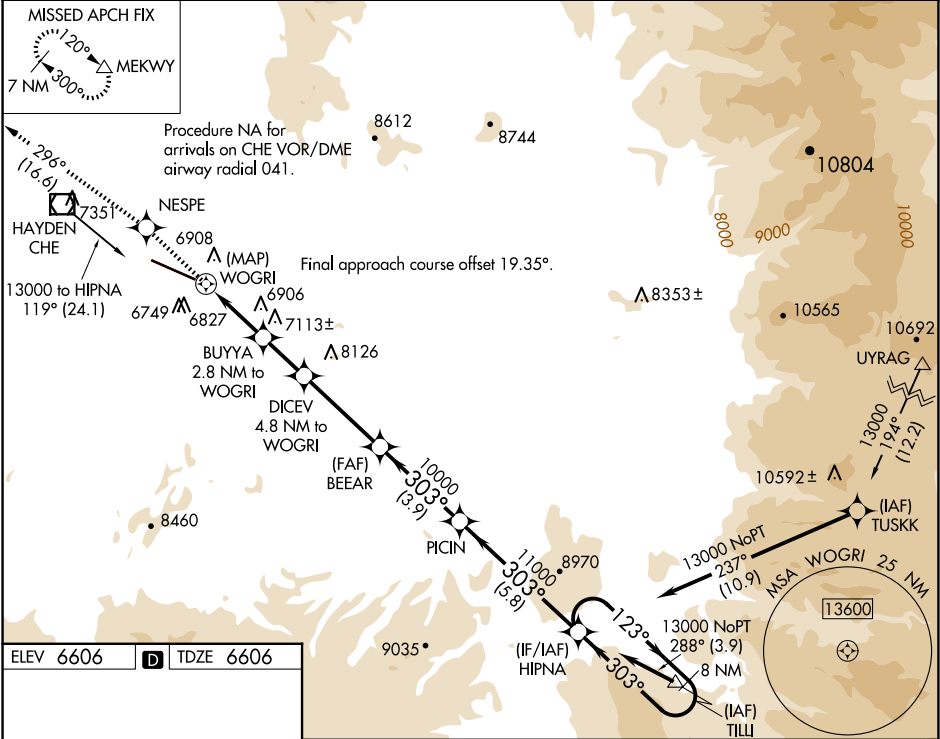 MISSED APCH FIX
120°
MEKWY
300°
7 NM
Procedure NA for
arrivals on CHE VOR/DME
airway radial 041.
8612
8744
10804
296°
(16.6)
7351
HAYDEN
CHE
NESPE
6908
(MAP)
WOGRI
Final approach course offset 19.35°.
8000
9000
10000
13000 to HIPNA
119° (24.1)
6749
6827
6906
7113±
8353±
10565
10692
UYRAG
BUYYA
2.8 NM to
WOGRI
8126
DICEV
4.8 NM to
WOGRI
13000
194°
(12.2)
(FAF)
BEEAR
10000
303°
(3.9)
10592±
(IAF)
TUSKK
8460
PICIN
13000 NoPT
237°
(10.9)
11000
303°
(5.8)
8970
MSA WOGRI 25 NM
13600
123°
13000 NoPT
288° (3.9)
8 NM
(IF/IAF)
HIPNA
303°
(IAF)
TILLI
9035
ELEV 6606
D
TDZE 6606